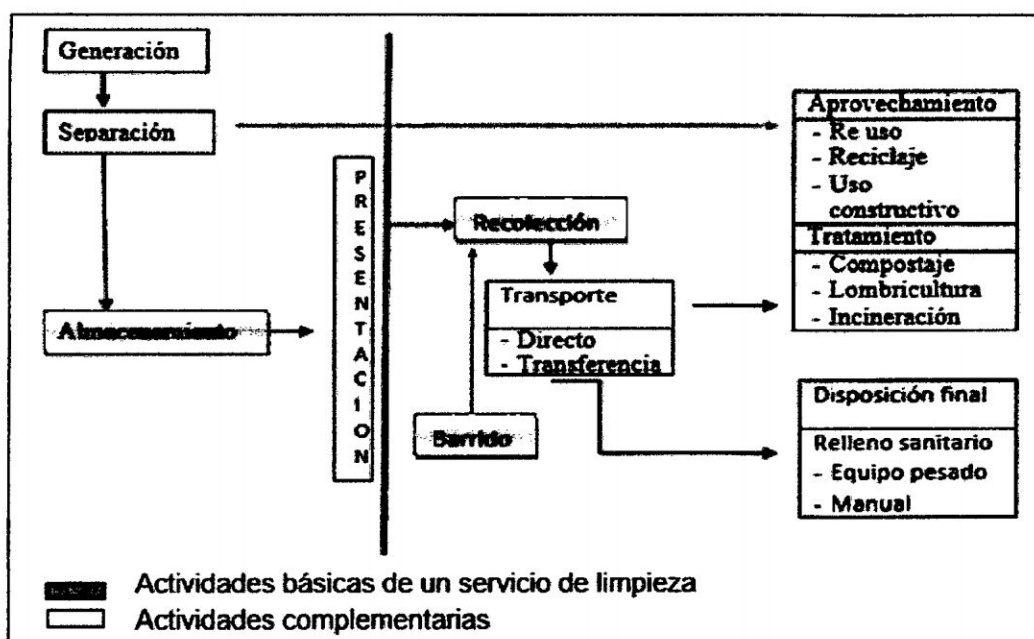 Generación
Separación
Almacenamiento
PRESENTACION
Recolección
Transporte
- Directo
- Transferencia
Barrido
Aprovechamiento
- Re uso
- Reciclaje
- Uso
constructivo
Tratamiento
- Compostaje
- Lombricultura
- Incineración
Disposición final
Relleno sanitario
- Equipo pesado
- Manual
Actividades básicas de un servicio de limpieza
Actividades complementarias